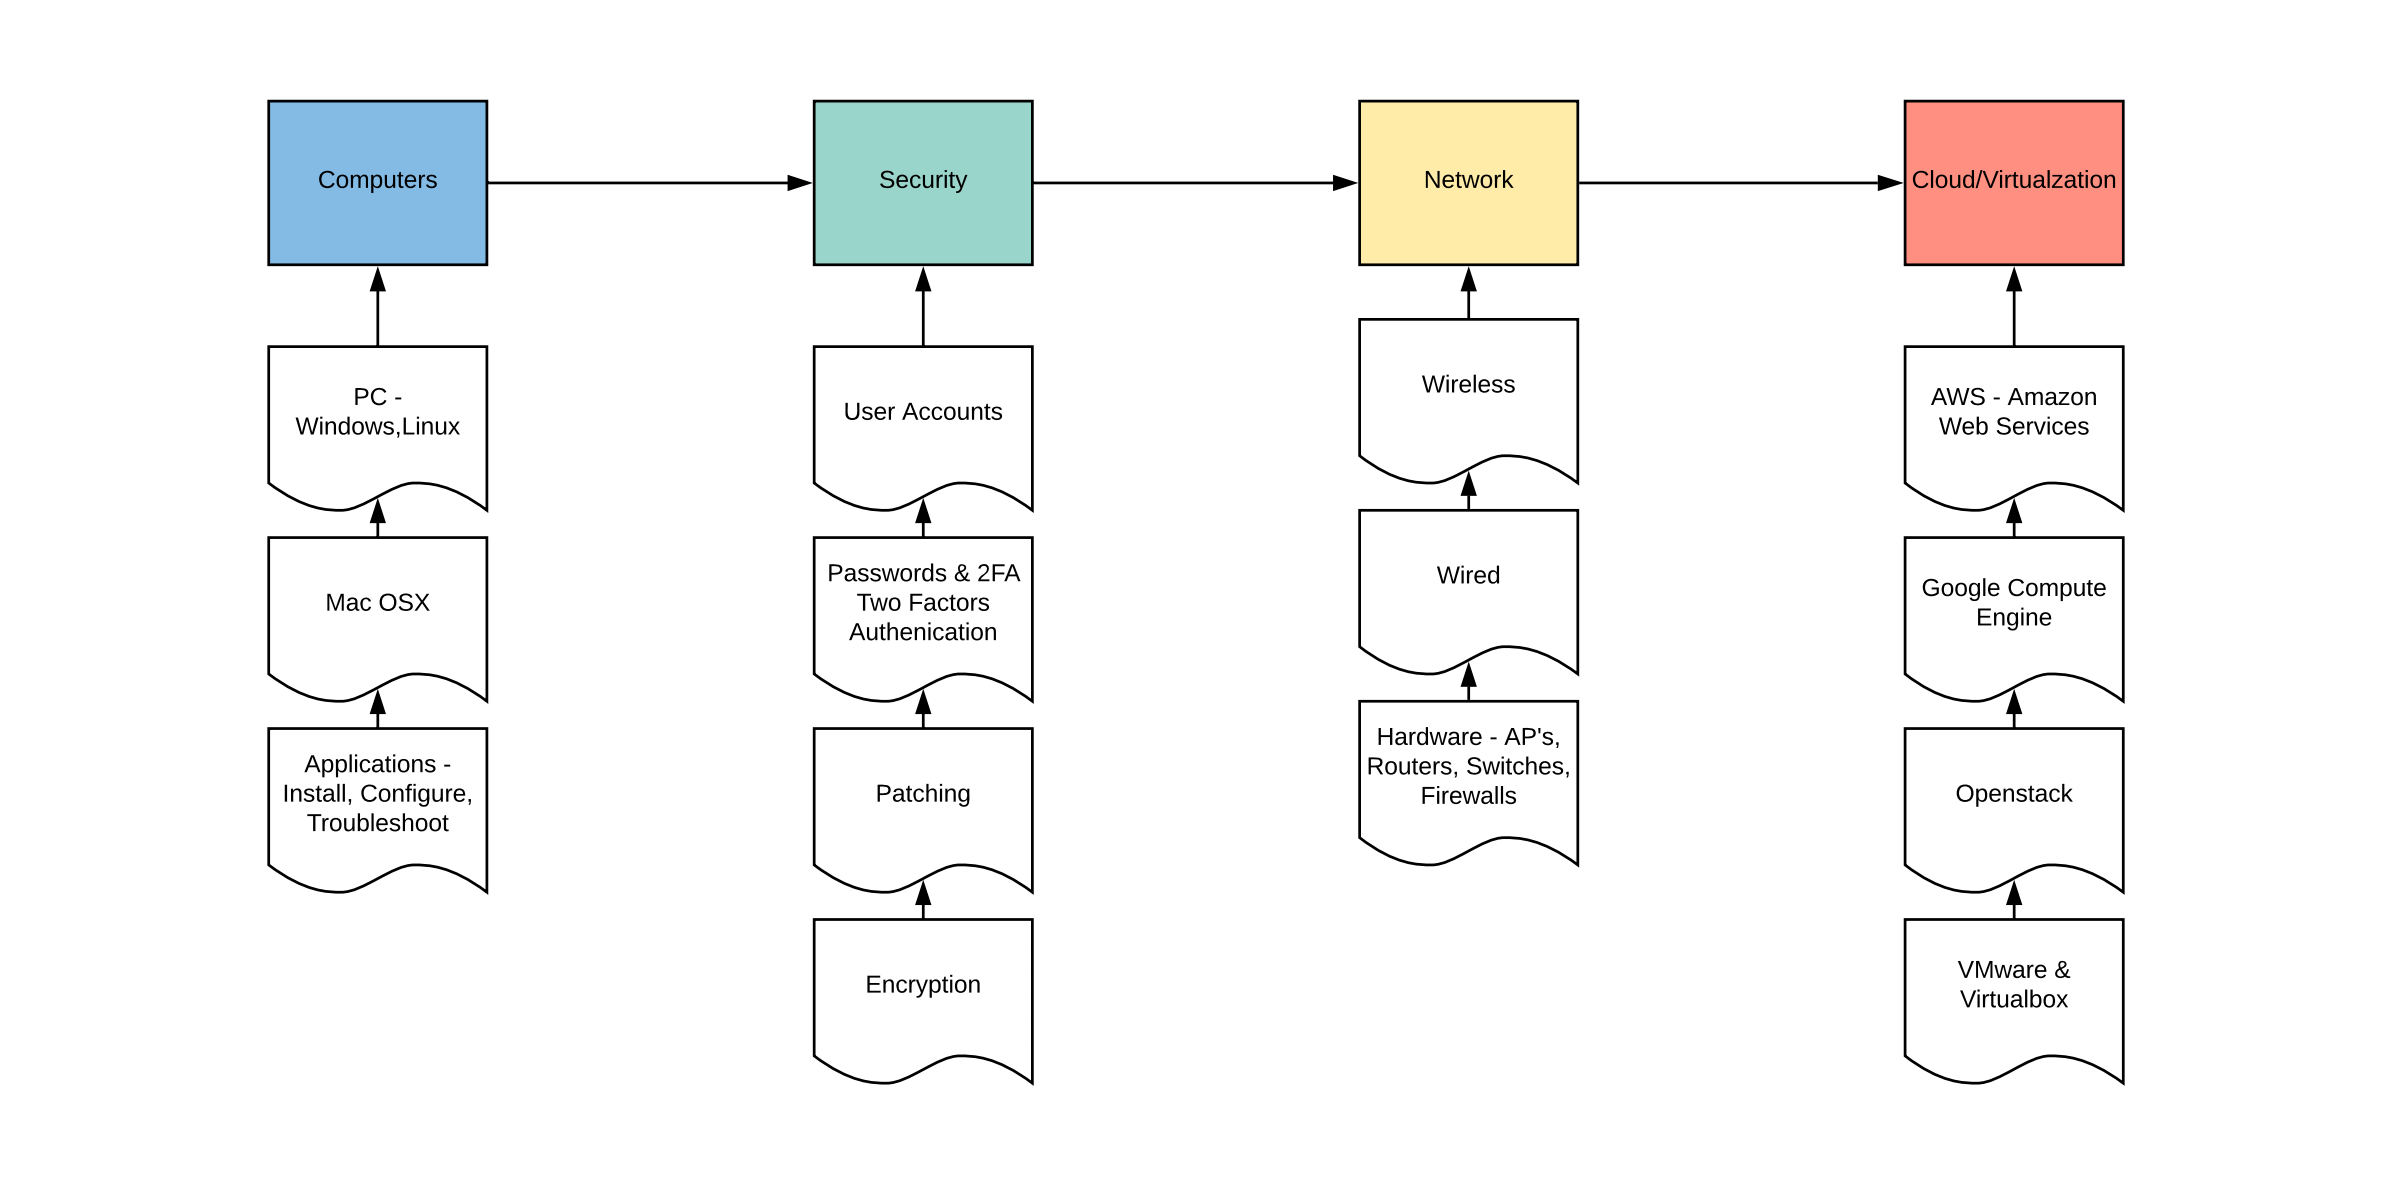 Computers
Security
Network
Cloud/Virtualzation
PC -
Windows,Linux
Mac OSX
Applications -
Install, Configure,
Troubleshoot
User Accounts
Passwords & 2FA
Two Factors
Authenication
Patching
Encryption
Wireless
Wired
Hardware - AP's,
Routers, Switches,
Firewalls
AWS - Amazon
Web Services
Google Compute
Engine
Openstack
VMware &
Virtualbox